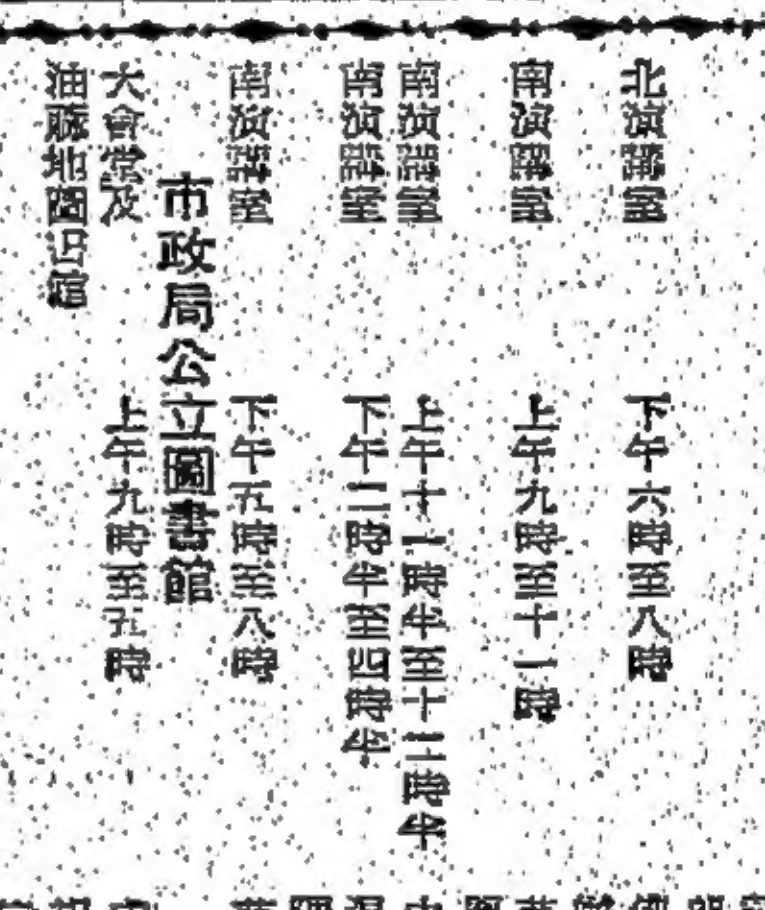 北演講室 下午六時至八時
南演講室 上午九時至十一時
南演講室 上午十一時半至十二時半
南演講室 下午二時半至四時半
南演講室 下午五時至八時
市政局公立圖書館
大會堂及 上午九時至五時
油蔴地圖書館